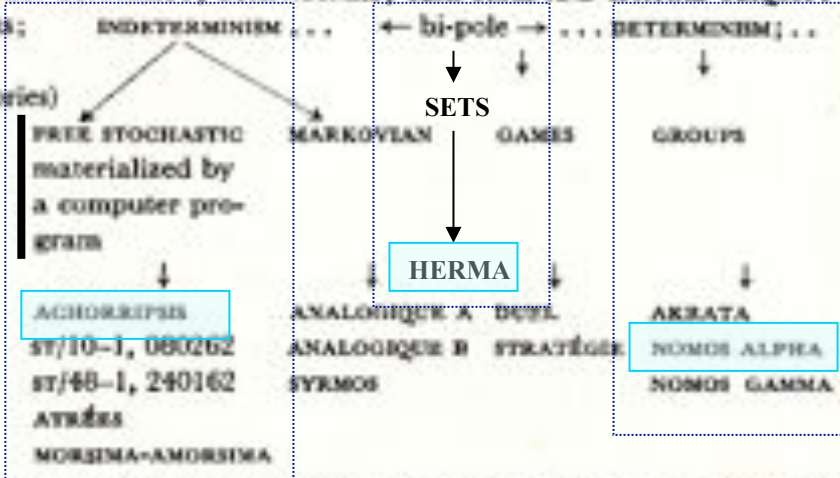 s; INDETERMINISM ... ← bi-pole → ... DETERMINISM; ..
ories)
SETS
FREE STOCHASTIC MARKOVIAN GAMES GROUPS
materialized by
a computer pro-
gram
HERMA
ACHORRIPSIS ANALOGIQUE A DUEL AKRATA
ST/10-1, 080262 ANALOGIQUE B STRATÉGIE NOMOS ALPHA
ST/48-1, 240162 SYRMOS NOMOS GAMMA
ATRÉES
MORSIMA-AMORSIMA